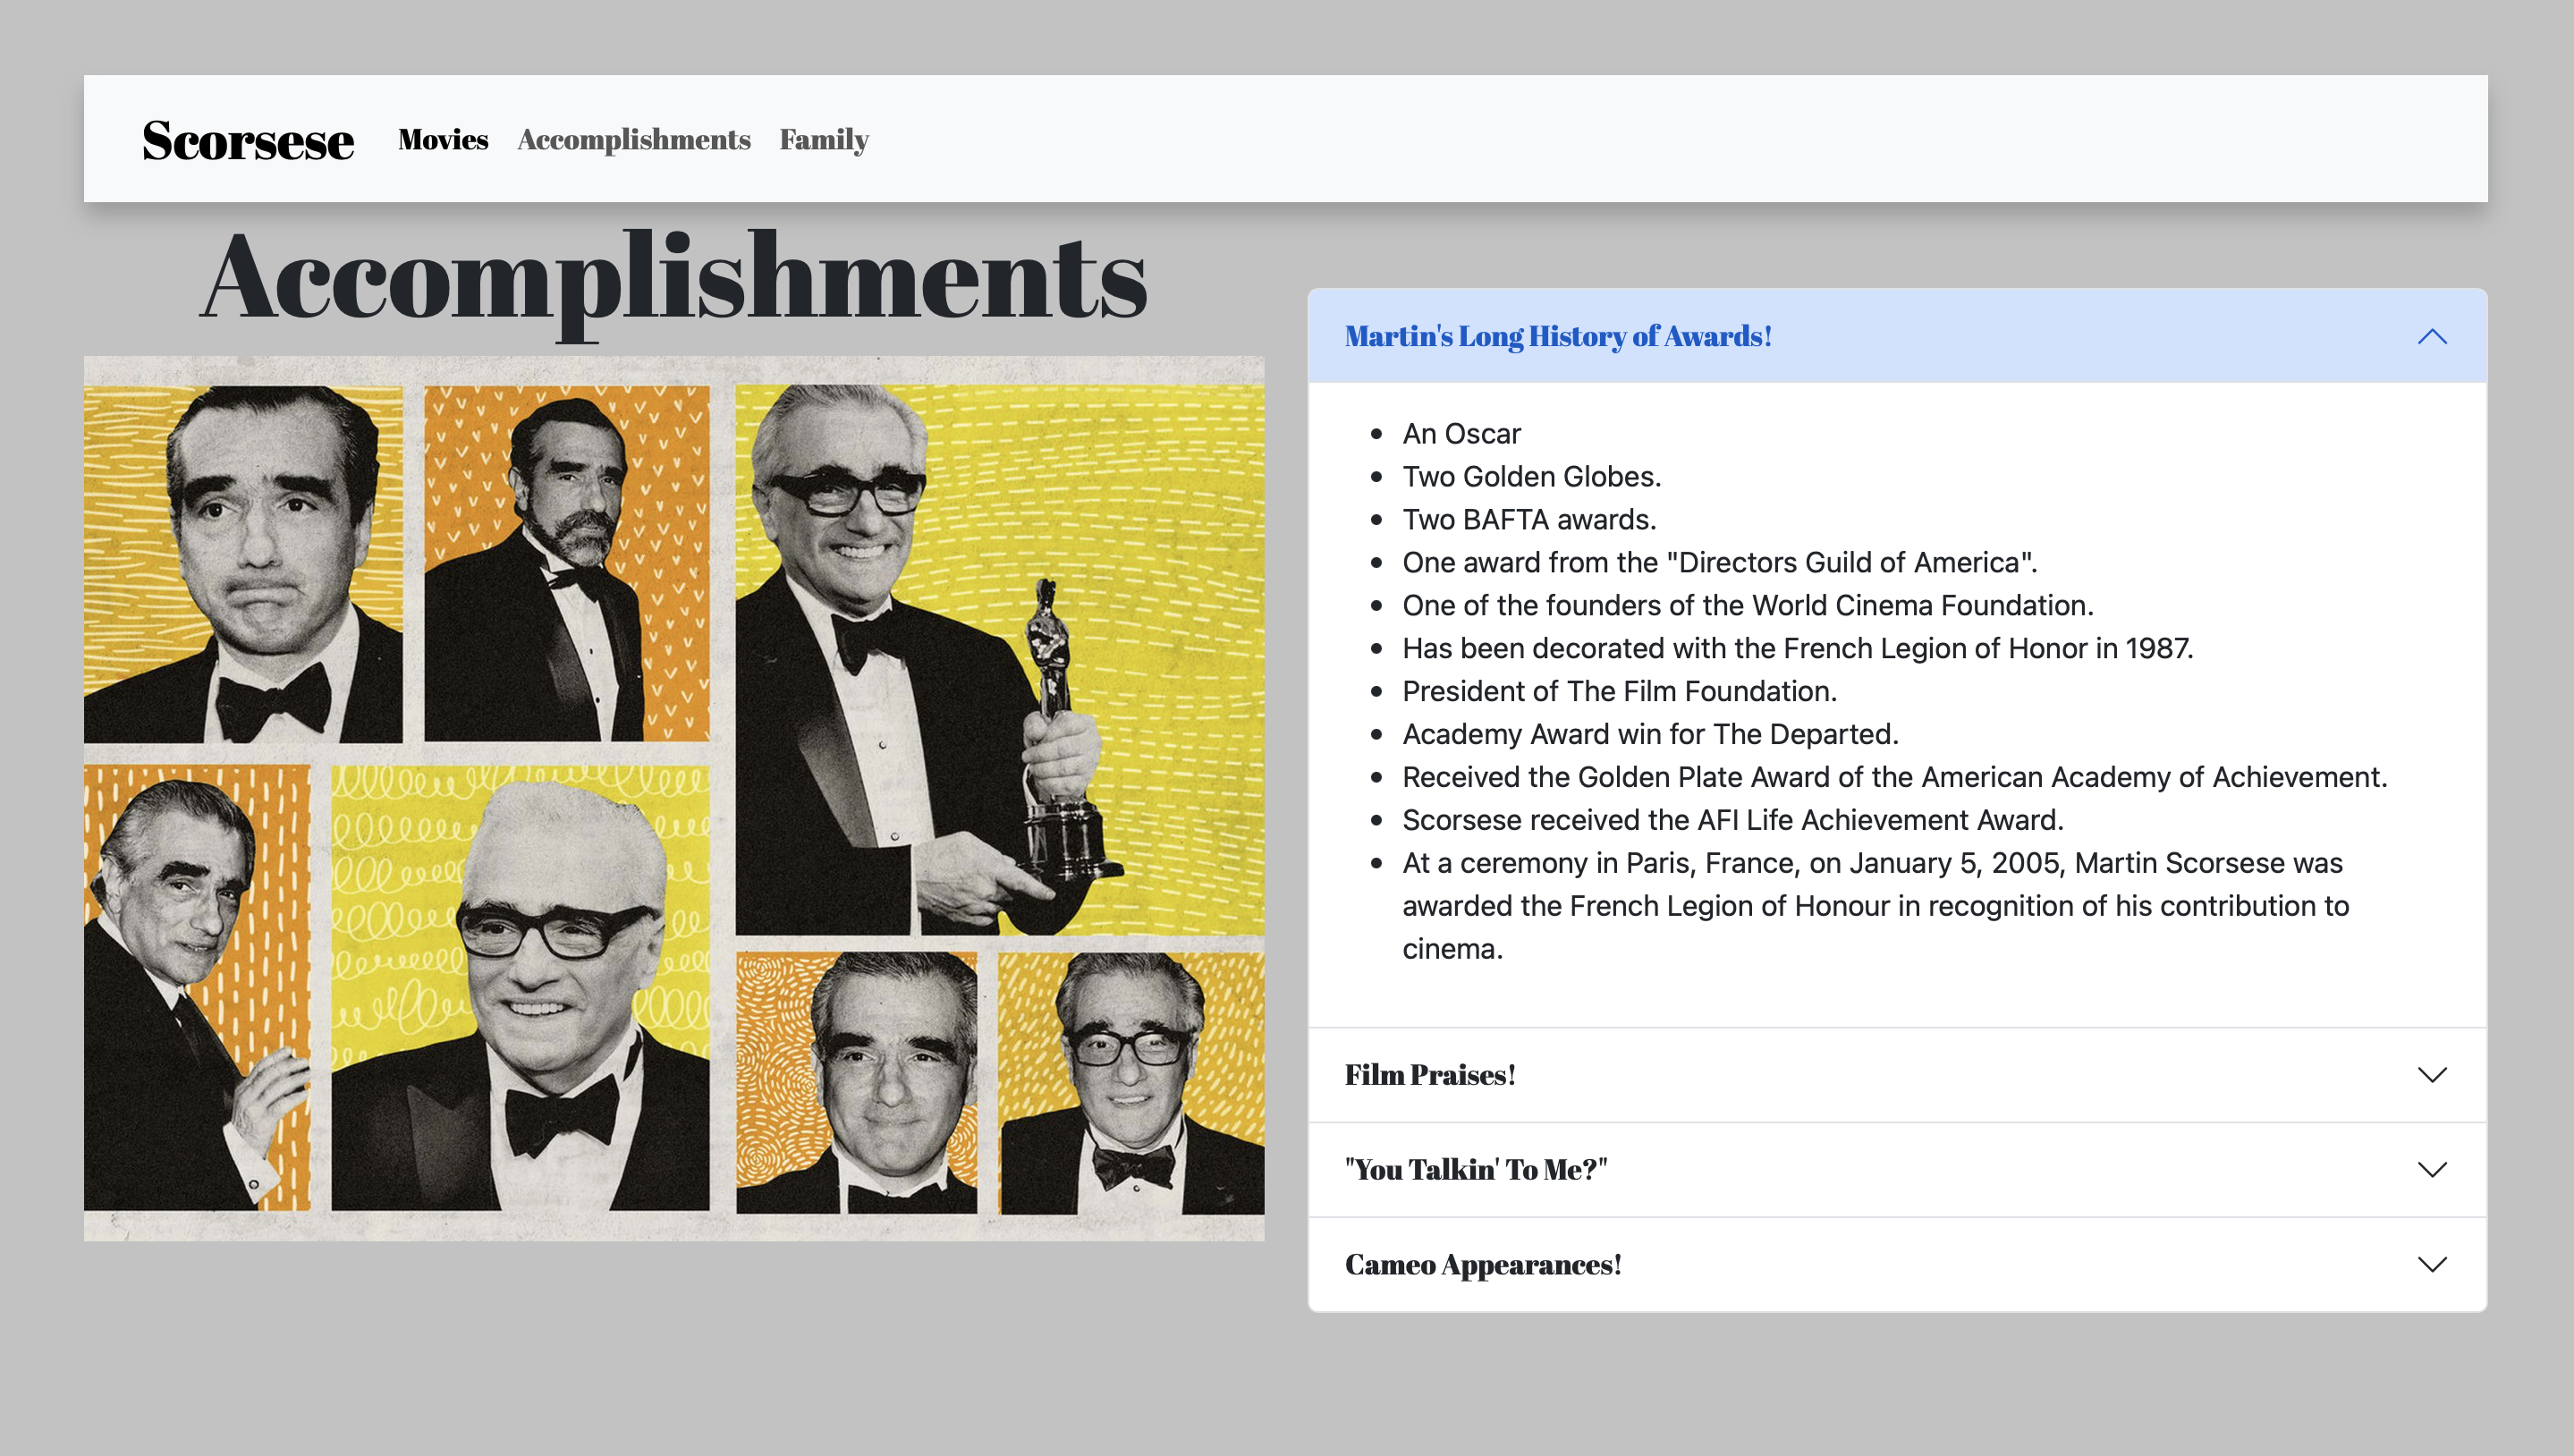 Scorsese Movies Accomplishments Family
Accomplishments
Martin's Long History of Awards!
An Oscar
Two Golden Globes.
Two BAFTA awards.
One award from the "Directors Guild of America".
One of the founders of the World Cinema Foundation.
Has been decorated with the French Legion of Honor in 1987.
President of The Film Foundation.
Academy Award win for The Departed.
Received the Golden Plate Award of the American Academy of Achievement.
Scorsese received the AFI Life Achievement Award.
At a ceremony in Paris, France, on January 5, 2005, Martin Scorsese was
awarded the French Legion of Honour in recognition of his contribution to
cinema.
Film Praises!
"You Talkin' To Me?"
Cameo Appearances!